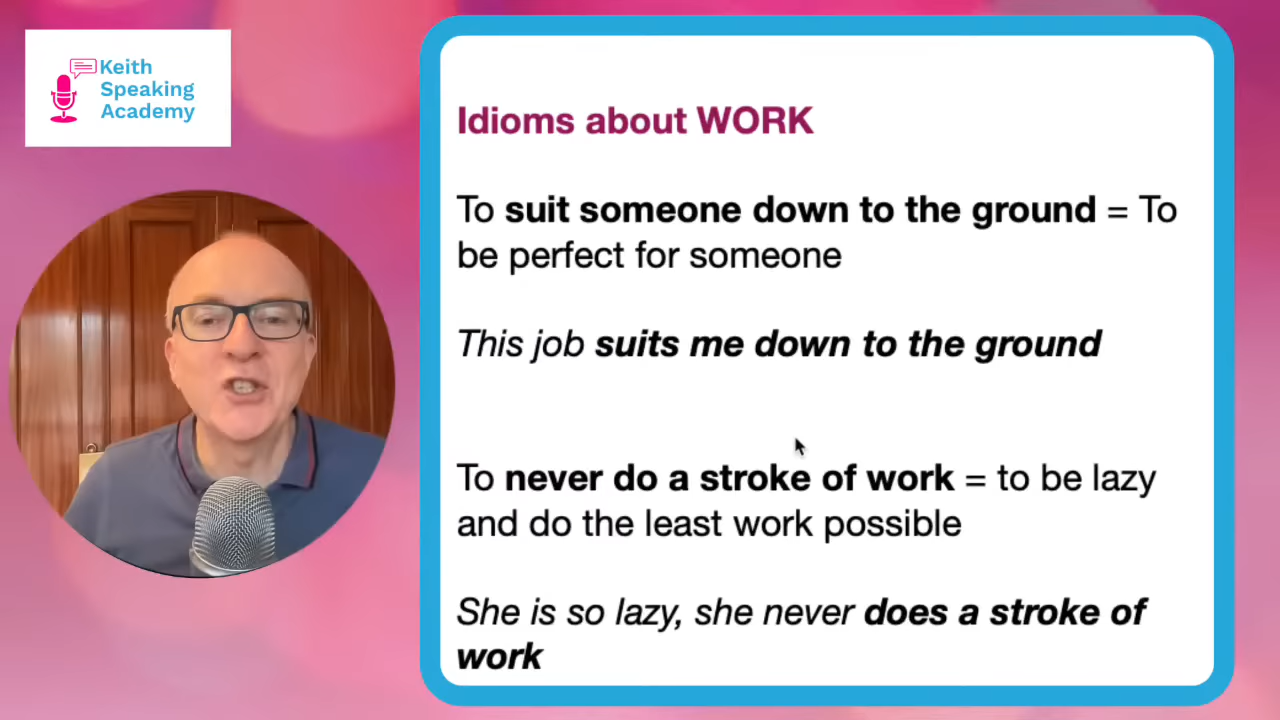 Keith
Speaking
Academy
Idioms about WORK
To suit someone down to the ground = To
be perfect for someone
This job suits me down to the ground
To never do a stroke of work = to be lazy
and do the least work possible
She is so lazy, she never does a stroke of
work